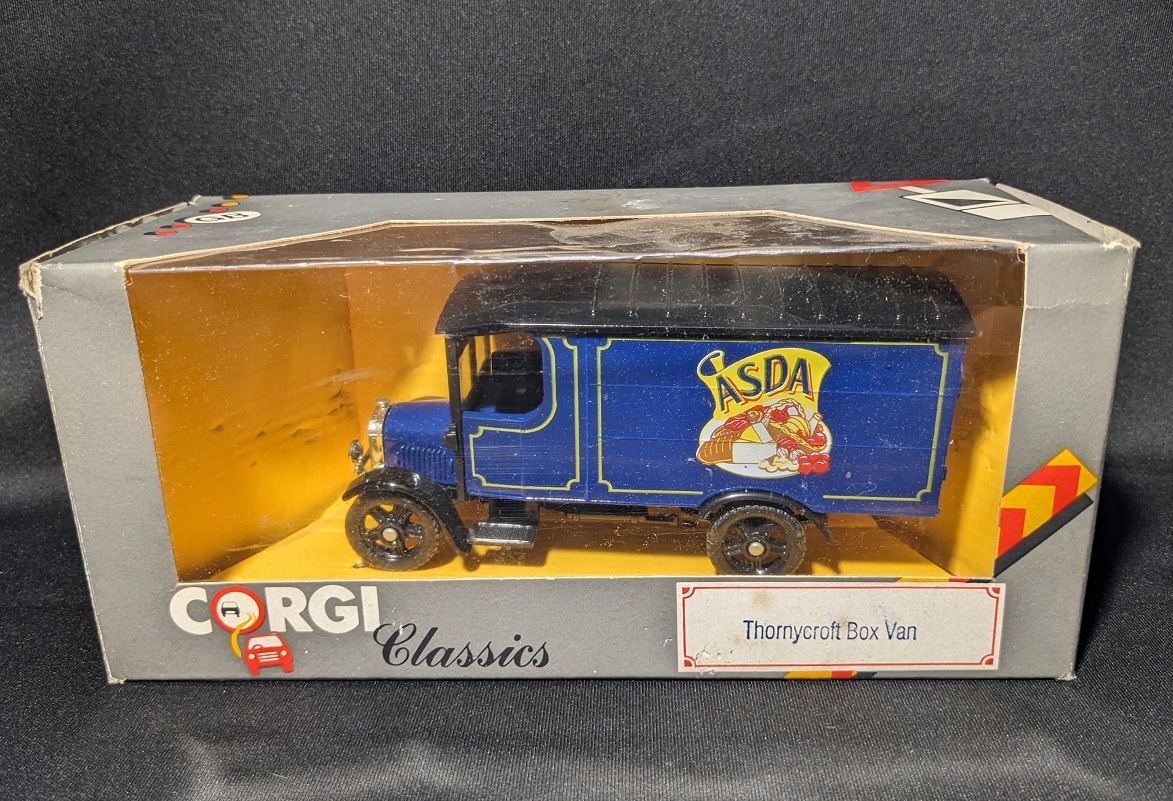 ASDA
CORGI
Classics
Thornycroft Box Van